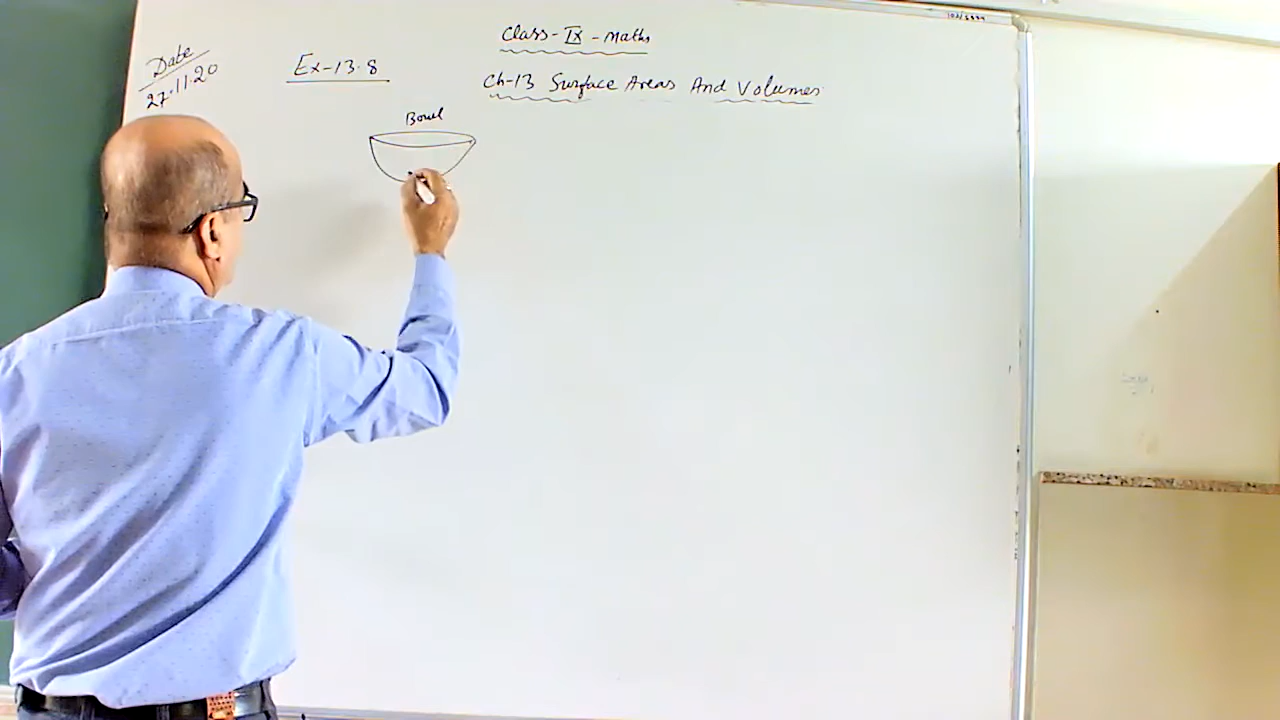 Class-IX-Maths
Date
27.11.20
Ex-13.8
Ch-13 Surface Areas And Volumes
Bowl